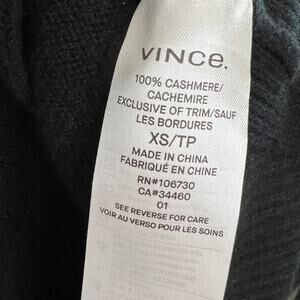 VINCE.
100% CASHMERE/
CACHEMIRE
EXCLUSIVE OF TRIM/SAUF
LES BORDURES
XS/TP
MADE IN CHINA
FABRIQUÉ EN CHINE
RN#106730
CA#34460
01
SEE REVERSE FOR CARE
VOIR AU VERSO POUR LES SOINS